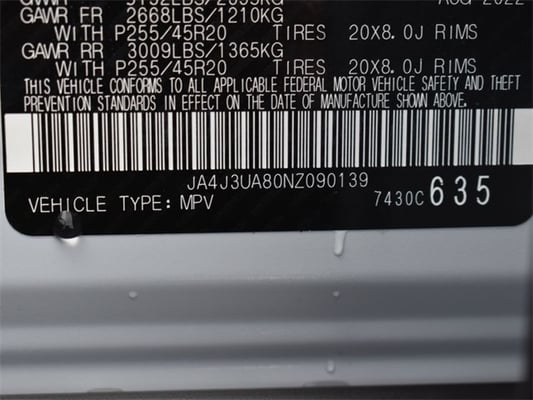 GAWR FR 2668LBS/1210KG
WITH P255/45R20 TIRES 20X8.0J RIMS
GAWR RR 3009LBS/1365KG
WITH P255/45R20 TIRES 20X8.0J RIMS
THIS VEHICLE CONFORMS TO ALL APPLICABLE FEDERAL MOTOR VEHICLE SAFETY AND THEFT
PREVENTION STANDARDS IN EFFECT ON THE DATE OF MANUFACTURE SHOWN ABOVE.
JA4J3UA80NZ090139
VEHICLE TYPE: MPV 7430C 635